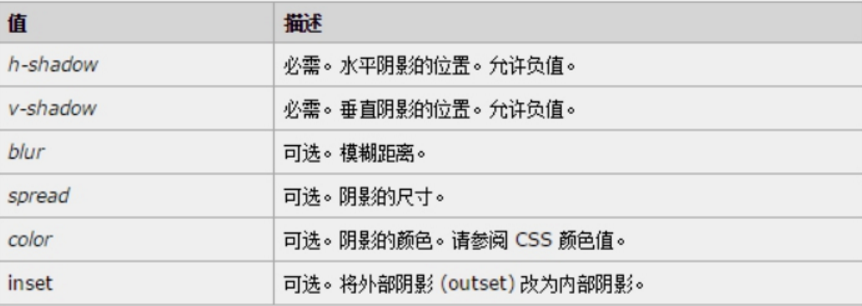 值 描述
h-shadow 必需。水平阴影的位置。允许负值。
v-shadow 必需。垂直阴影的位置。允许负值。
blur 可选。模糊距离。
spread 可选。阴影的尺寸。
color 可选。阴影的颜色。请参阅 CSS 颜色值。
inset 可选。将外部阴影 (outset) 改为内部阴影。